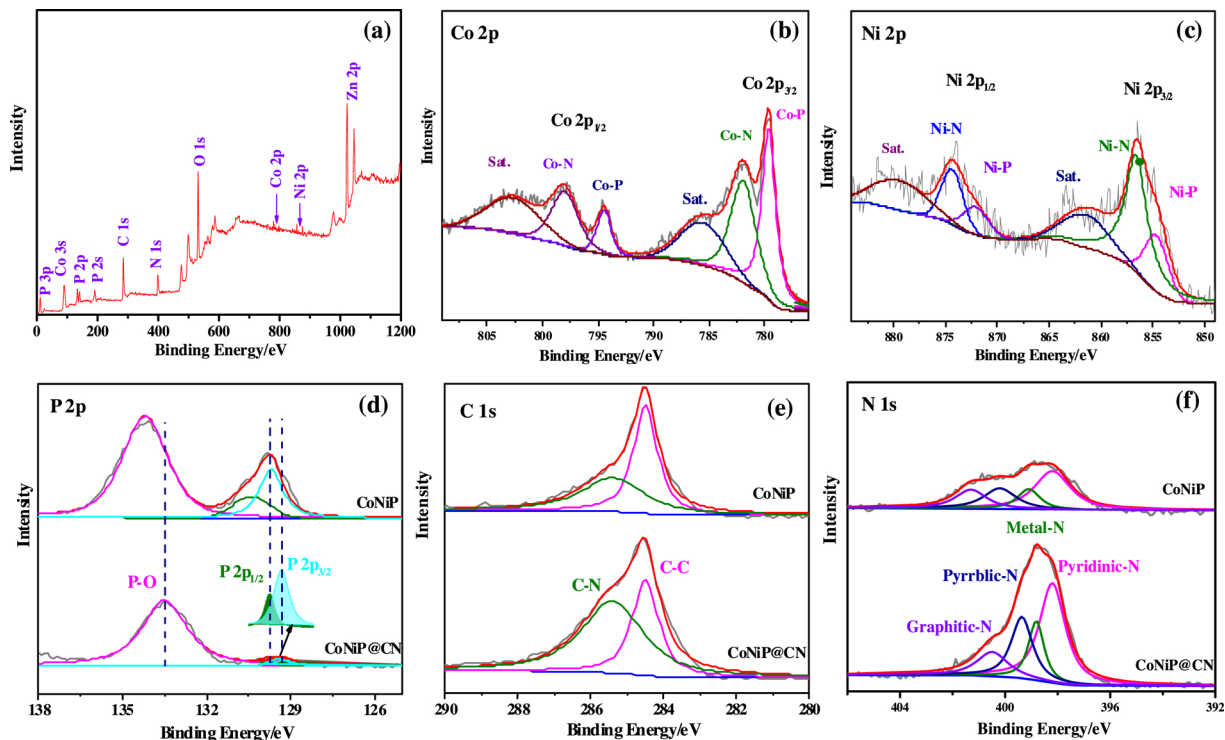 (a)
Intensity
P 3p
Co 3s
P 2p
P 2s
C 1s
N 1s
O 1s
Co 2p
Ni 2p
Zn 2p
0 200 400 600 800 1000 1200
Binding Energy/eV
Co 2p
(b)
Intensity
Co 2p3/2
Co-P
Co-N
Co 2p1/2
Sat.
Co-N
Co-P
Sat.
805 800 795 790 785 780
Binding Energy/eV
Ni 2p
(c)
Intensity
Ni 2p1/2
Ni 2p3/2
Ni-N
Ni-N
Sat.
Ni-P
Sat.
Ni-P
880 875 870 865 860 855 850
Binding Energy/eV
P 2p
(d)
Intensity
CoNiP
P-O
P 2p1/2
P 2p3/2
CoNiP@CN
138 135 132 129 126
Binding Energy/eV
C 1s
(e)
Intensity
CoNiP
C-N
C-C
CoNiP@CN
290 288 286 284 282 280
Binding Energy/eV
N 1s
(f)
Intensity
CoNiP
Metal-N
Pyrrblic-N
Pyridinic-N
Graphitic-N
CoNiP@CN
404 400 396 392
Binding Energy/eV